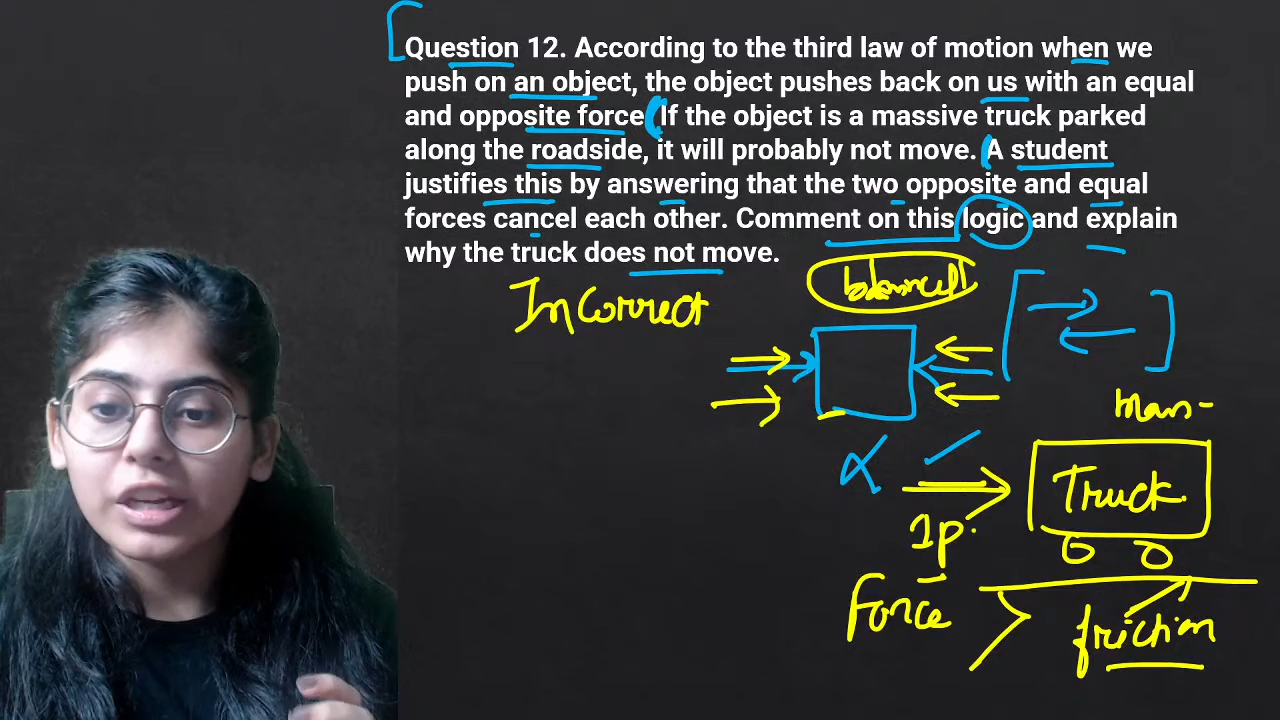 Question 12. According to the third law of motion when we
push on an object, the object pushes back on us with an equal
and opposite force. If the object is a massive truck parked
along the roadside, it will probably not move. A student
justifies this by answering that the two opposite and equal
forces cancel each other. Comment on this logic and explain
why the truck does not move.
Incorrect
balanced
Truck
1p.
Force
friction